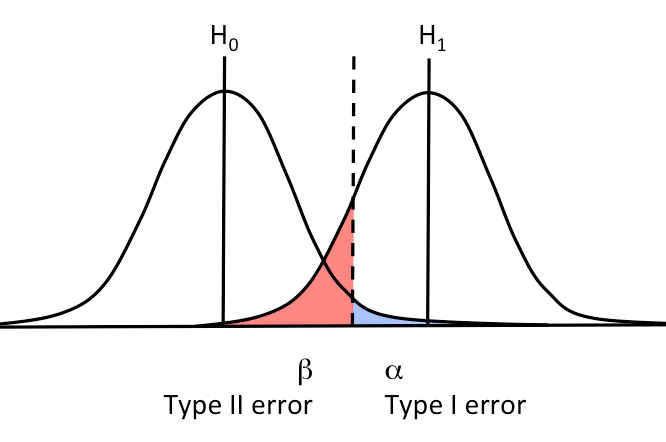 H₀ H₁
β α
Type II error Type I error